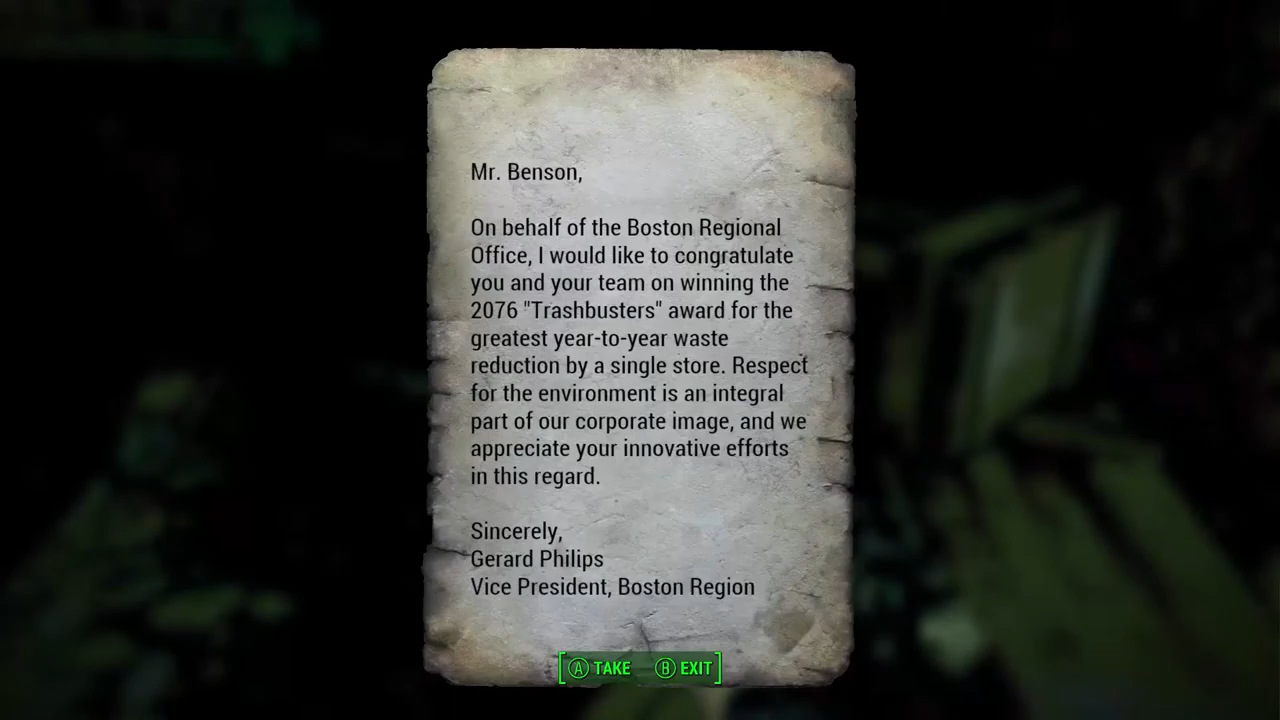 Mr. Benson,
On behalf of the Boston Regional
Office, I would like to congratulate
you and your team on winning the
2076 "Trashbusters" award for the
greatest year-to-year waste
reduction by a single store. Respect
for the environment is an integral
part of our corporate image, and we
appreciate your innovative efforts
in this regard.
Sincerely,
Gerard Philips
Vice President, Boston Region
A TAKE B EXIT